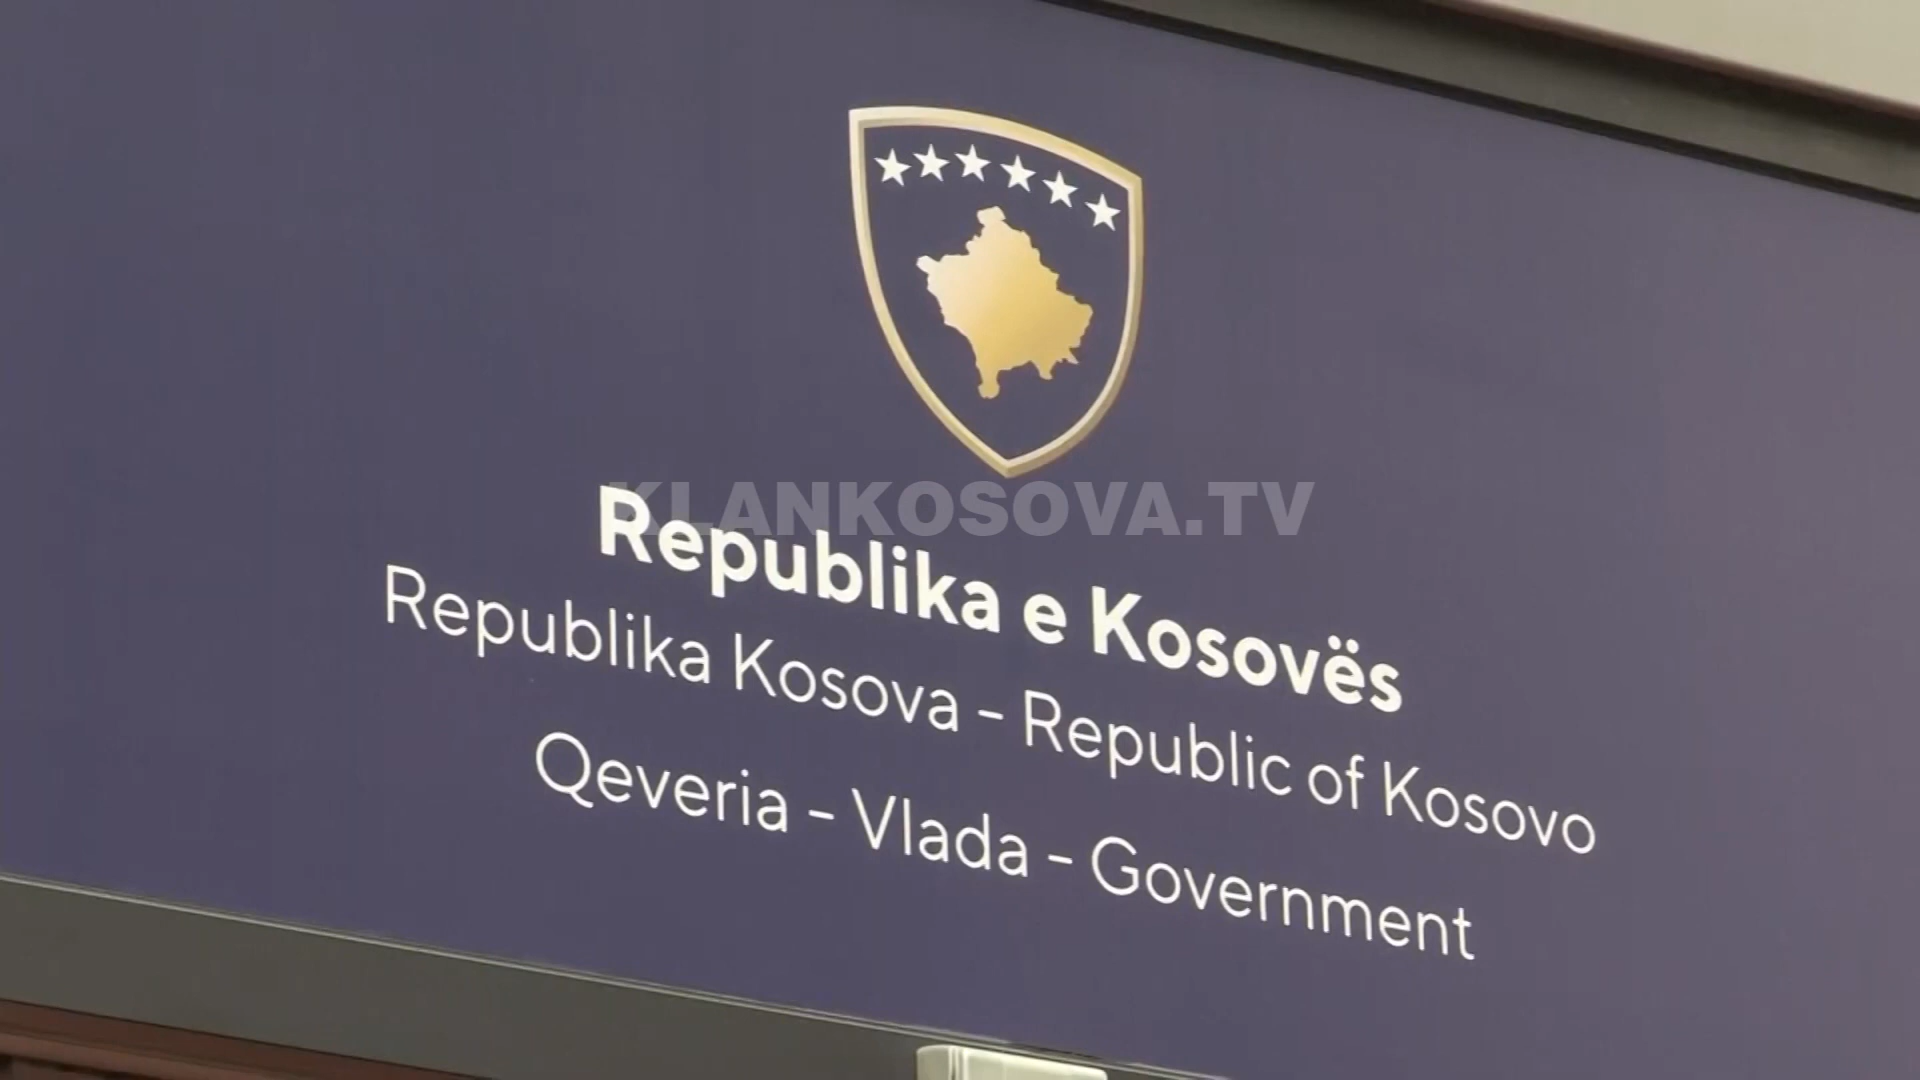 KLANKOSOVA.TV
Republika e Kosovës
Republika Kosova - Republic of Kosovo
Qeveria - Vlada - Government